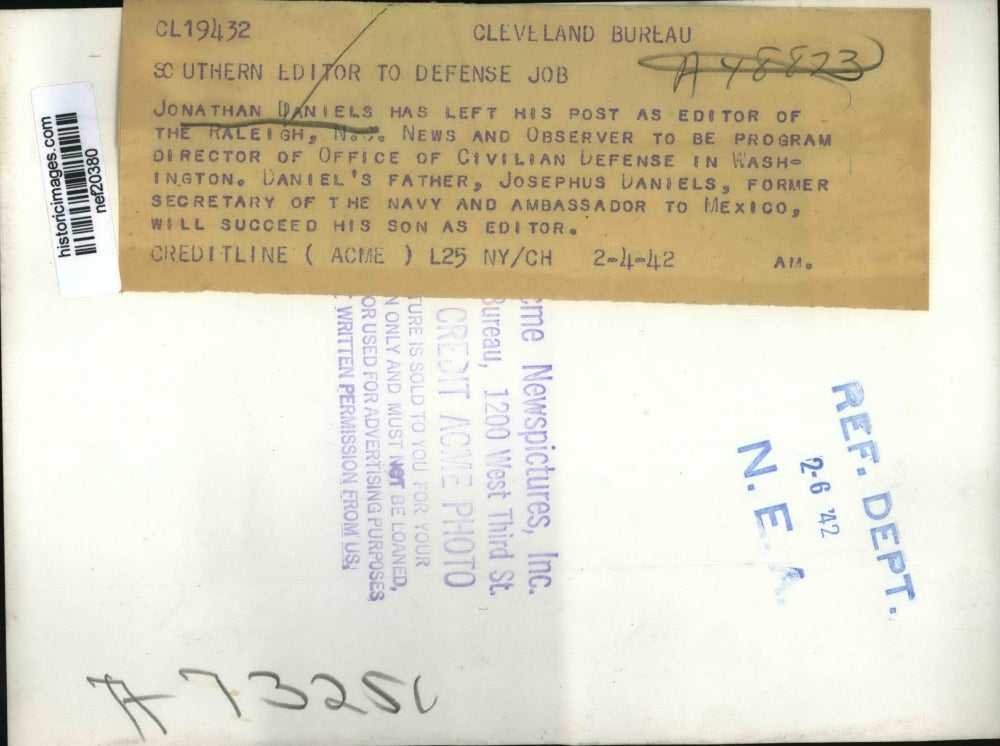 CL19432 CLEVELAND BUREAU
A 48823
SOUTHERN EDITOR TO DEFENSE JOB
JONATHAN DANIELS HAS LEFT HIS POST AS EDITOR OF
THE RALEIGH, N.C. NEWS AND OBSERVER TO BE PROGRAM
DIRECTOR OF OFFICE OF CIVILIAN DEFENSE IN WASH-
INGTON. DANIEL'S FATHER, JOSEPHUS DANIELS, FORMER
SECRETARY OF THE NAVY AND AMBASSADOR TO MEXICO,
WILL SUCCEED HIS SON AS EDITOR.
CREDITLINE ( ACME ) L25 NY/CH 2-4-42 AM.
historicimages.com
nef20380
cme Newspictures, Inc.
Bureau, 1200 West Third St.
CREDIT ACME PHOTO
TURE IS SOLD TO YOU FOR YOUR
N ONLY AND MUST NOT BE LOANED,
OR USED FOR ADVERTISING PURPOSES
WRITTEN PERMISSION FROM US.
REF. DEPT.
2-6 '42
N. E. A.